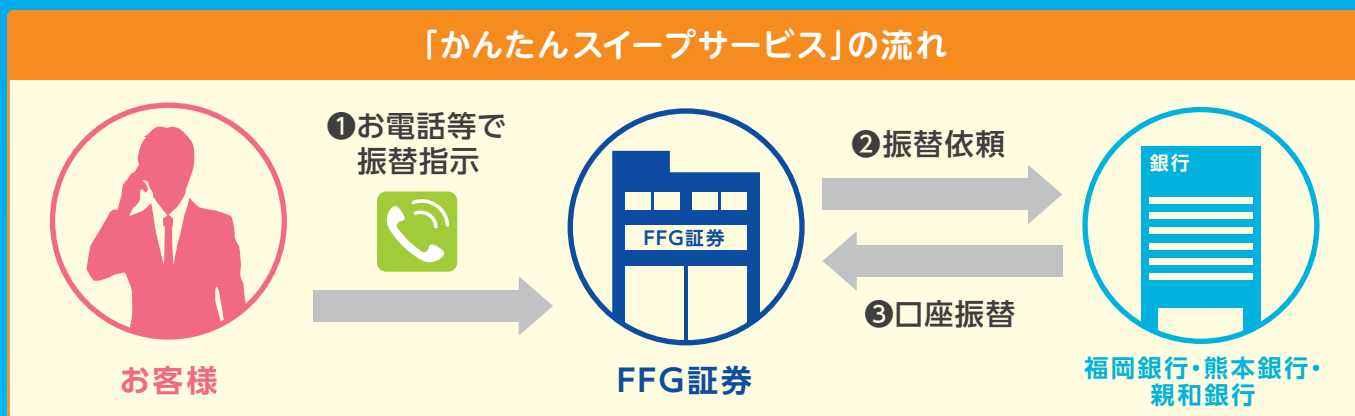 「かんたんスイープサービス」の流れ
❶お電話等で
振替指示
FFG証券
❷振替依頼
❸口座振替
銀行
お客様
FFG証券
福岡銀行・熊本銀行・
親和銀行